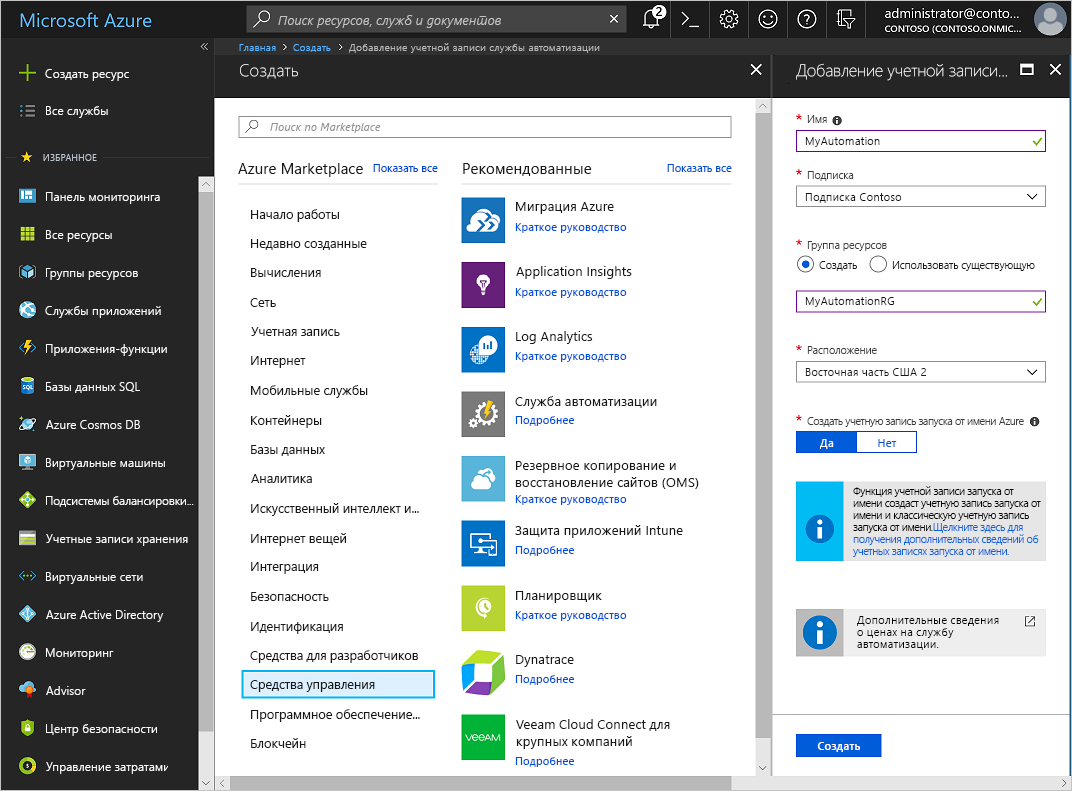 Microsoft Azure
Поиск ресурсов, служб и документов
2
administrator@conto...
CONTOSO (CONTOSO.ONMIC...
Создать ресурс
Все службы
ИЗБРАННОЕ
Панель мониторинга
Все ресурсы
Группы ресурсов
Службы приложений
Приложения-функции
Базы данных SQL
Azure Cosmos DB
Виртуальные машины
Подсистемы балансировки...
Учетные записи хранения
Виртуальные сети
Azure Active Directory
Мониторинг
Advisor
Центр безопасности
Управление затратами
Главная > Создать > Добавление учетной записи службы автоматизации
Создать
Поиск по Marketplace
Azure Marketplace Показать все
Начало работы
Недавно созданные
Вычисления
Сеть
Учетная запись
Интернет
Мобильные службы
Контейнеры
Базы данных
Аналитика
Искусственный интеллект и...
Интернет вещей
Интеграция
Безопасность
Идентификация
Средства для разработчиков
Средства управления
Программное обеспечение...
Блокчейн
Рекомендованные Показать все
Миграция Azure
Краткое руководство
Application Insights
Краткое руководство
Log Analytics
Краткое руководство
Служба автоматизации
Подробнее
Резервное копирование и
восстановление сайтов (OMS)
Краткое руководство
Защита приложений Intune
Подробнее
Планировщик
Краткое руководство
Dynatrace
Подробнее
veeAM
Veeam Cloud Connect для
крупных компаний
Подробнее
Добавление учетной записи...
* Имя
MyAutomation
* Подписка
Подписка Contoso
* Группа ресурсов
Создать Использовать существующую
MyAutomationRG
* Расположение
Восточная часть США 2
* Создать учетную запись запуска от имени Azure
Да Нет
Функция учетной записи запуска от
имени создаст учетную запись запуска от
имени и классическую учетную запись
запуска от имени.Щелкните здесь для
получения дополнительных сведений об
учетных записях запуска от имени.
Дополнительные сведения
о ценах на службу
автоматизации.
Создать